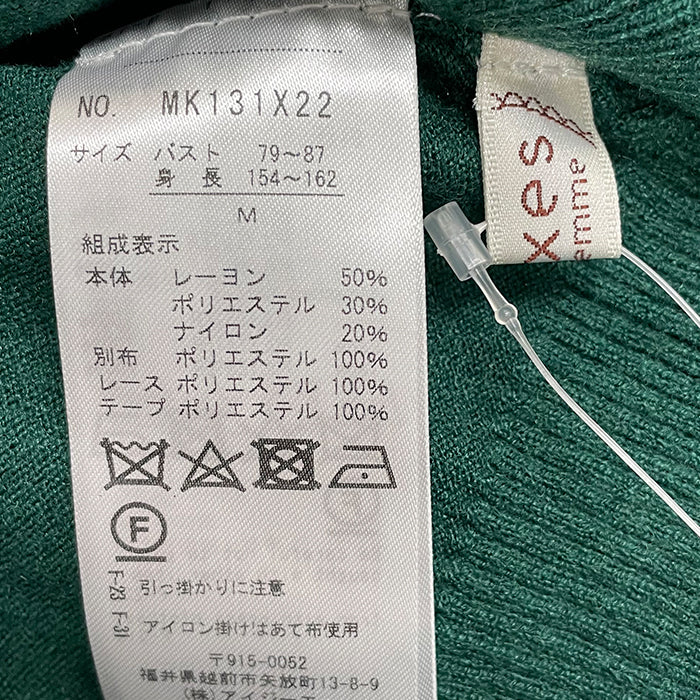 NO. MK131X22
サイズ バスト 79〜87
身長 154〜162
M
組成表示
本体 レーヨン 50%
ポリエステル 30%
ナイロン 20%
別布 ポリエステル 100%
レース ポリエステル 100%
テープ ポリエステル 100%
F
F-23 引っ掛かりに注意
F-31 アイロン掛けはあて布使用
〒915-0052
福井県越前市矢放町13-8-9
xes
emme